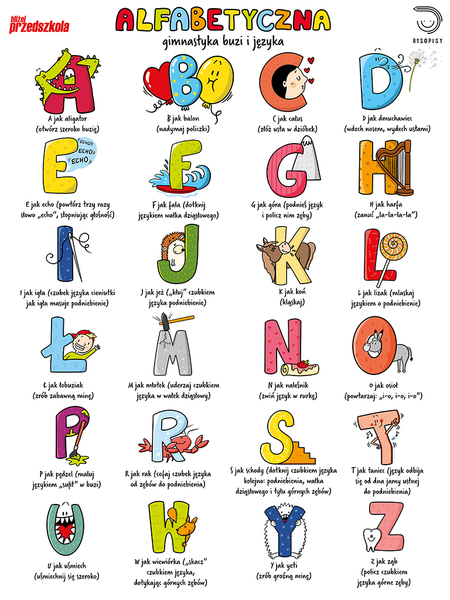 bliżej
przedszkola
ALFABETYCZNA
gimnastyka buzi i języka
RYSOPISY
A jak aligator
(otwórz szeroko buzię)
B jak balon
(nadymaj policzki)
C jak całus
(złóż usta w dzióbek)
D jak dmuchawiec
(wdech nosem, wydech ustami)
ECHO!
ECHO!
ECHO,
E jak echo (powtórz trzy razy
słowo „echo”, stopniując głośność)
F jak fala (dotknij
językiem wałka dziąsłowego)
G jak góra (podnieś język
i policz nim zęby)
H jak harfa
(zanuć „la-la-la-la”)
I jak igła (czubek języka cieniutki
jak igła masuje podniebienie)
J jak jeż („kłuj” czubkiem
języka podniebienie)
K jak koń
(kląskaj)
L jak lizak (mlaskaj
językiem o podniebienie)
Ł jak łobuziak
(zrób zabawną minę)
M jak młotek (uderzaj czubkiem
języka w wałek dziąsłowy)
N jak naleśnik
(zwiń język w rurkę)
O jak osioł
(powtarzaj: „i-o, i-o, i-o”)
P jak pędzel (maluj
językiem „sufit” w buzi)
R jak rak (cofaj czubek języka
od zębów do podniebienia)
S jak schody (dotknij czubkiem języka
kolejno: podniebienia, wałka
dziąsłowego i tyłu górnych zębów)
T jak taniec (język odbija
się od dna jamy ustnej
do podniebienia)
U jak uśmiech
(uśmiechnij się szeroko)
W jak wiewiórka („skacz”
czubkiem języka,
dotykając górnych zębów)
Y jak yeti
(zrób groźną minę)
Z jak ząb
(policz czubkiem
języka górne zęby)